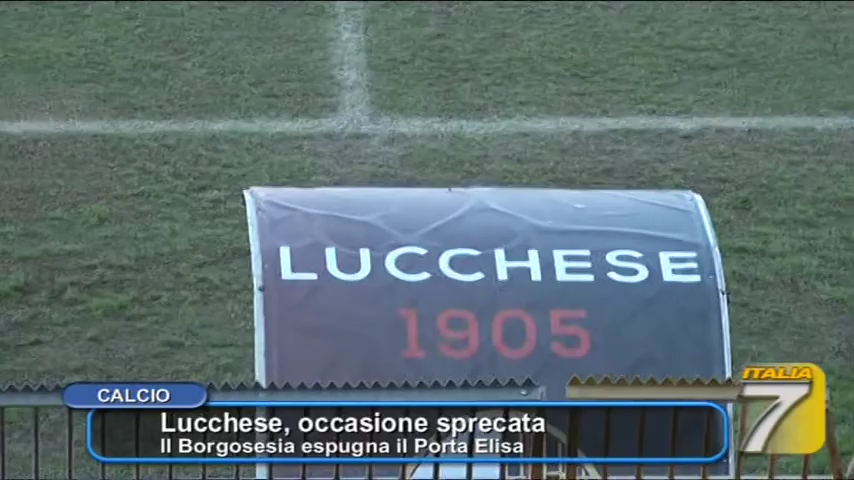 LUCCHESE
1905
CALCIO
Lucchese, occasione sprecata
Il Borgosesia espugna il Porta Elisa
ITALIA
7